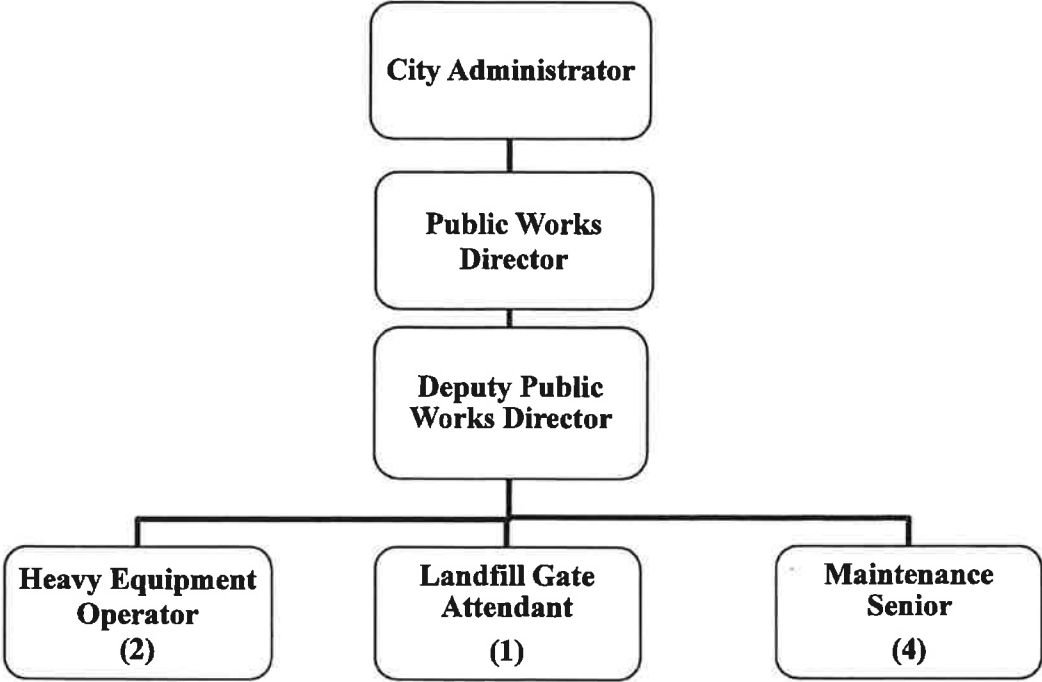 City Administrator
Public Works
Director
Deputy Public
Works Director
Heavy Equipment
Operator
(2)
Landfill Gate
Attendant
(1)
Maintenance
Senior
(4)